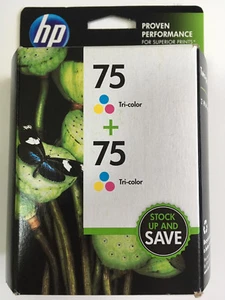 hp
PROVEN
PERFORMANCE
FOR SUPERIOR PRINTS
75
Tri-color
+
75
Tri-color
STOCK
UP AND
SAVE